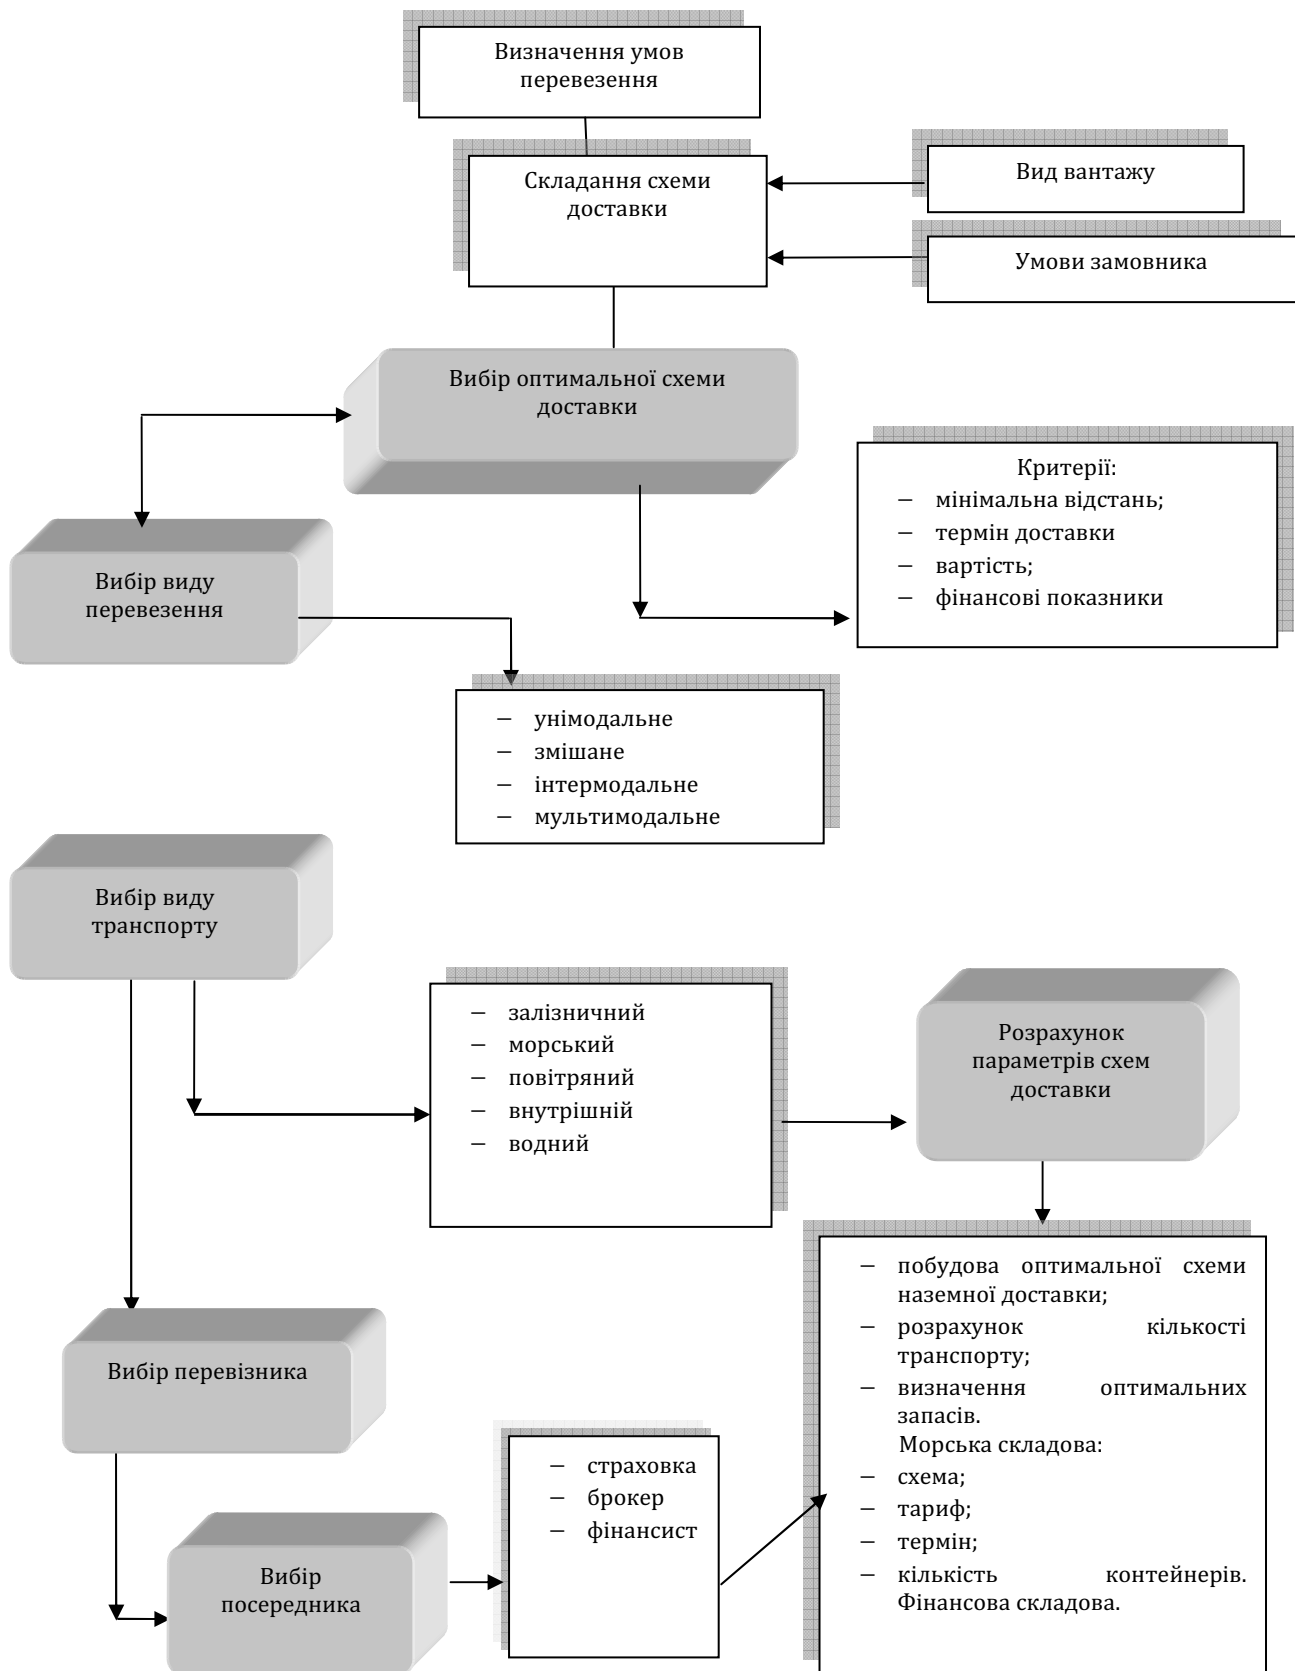 Визначення умов
перевезення
Складання схеми
доставки
Вид вантажу
Умови замовника
Вибір оптимальної схеми
доставки
Критерії:
– мінімальна відстань;
– термін доставки
– вартість;
– фінансові показники
Вибір виду
перевезення
– унімодальне
– змішане
– інтермодальне
– мультимодальне
Вибір виду
транспорту
– залізничний
– морський
– повітряний
– внутрішній
– водний
Розрахунок
параметрів схем
доставки
– побудова оптимальної схеми
наземної доставки;
– розрахунок кількості
транспорту;
– визначення оптимальних
запасів.
Морська складова:
– схема;
– тариф;
– термін;
– кількість контейнерів.
Фінансова складова.
Вибір перевізника
– страховка
– брокер
– фінансист
Вибір
посередника